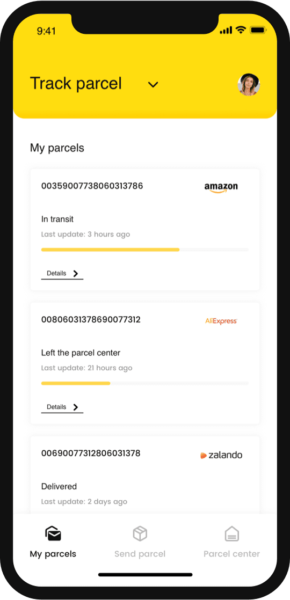 9:41
Track parcel
My parcels
00359007738060313786
amazon
In transit
Last update: 3 hours ago
Details
00806031378690077312
AliExpress
Left the parcel center
Last update: 21 hours ago
Details
00690077312806031378
zalando
Delivered
Last update: 2 days ago
My parcels
Send parcel
Parcel center